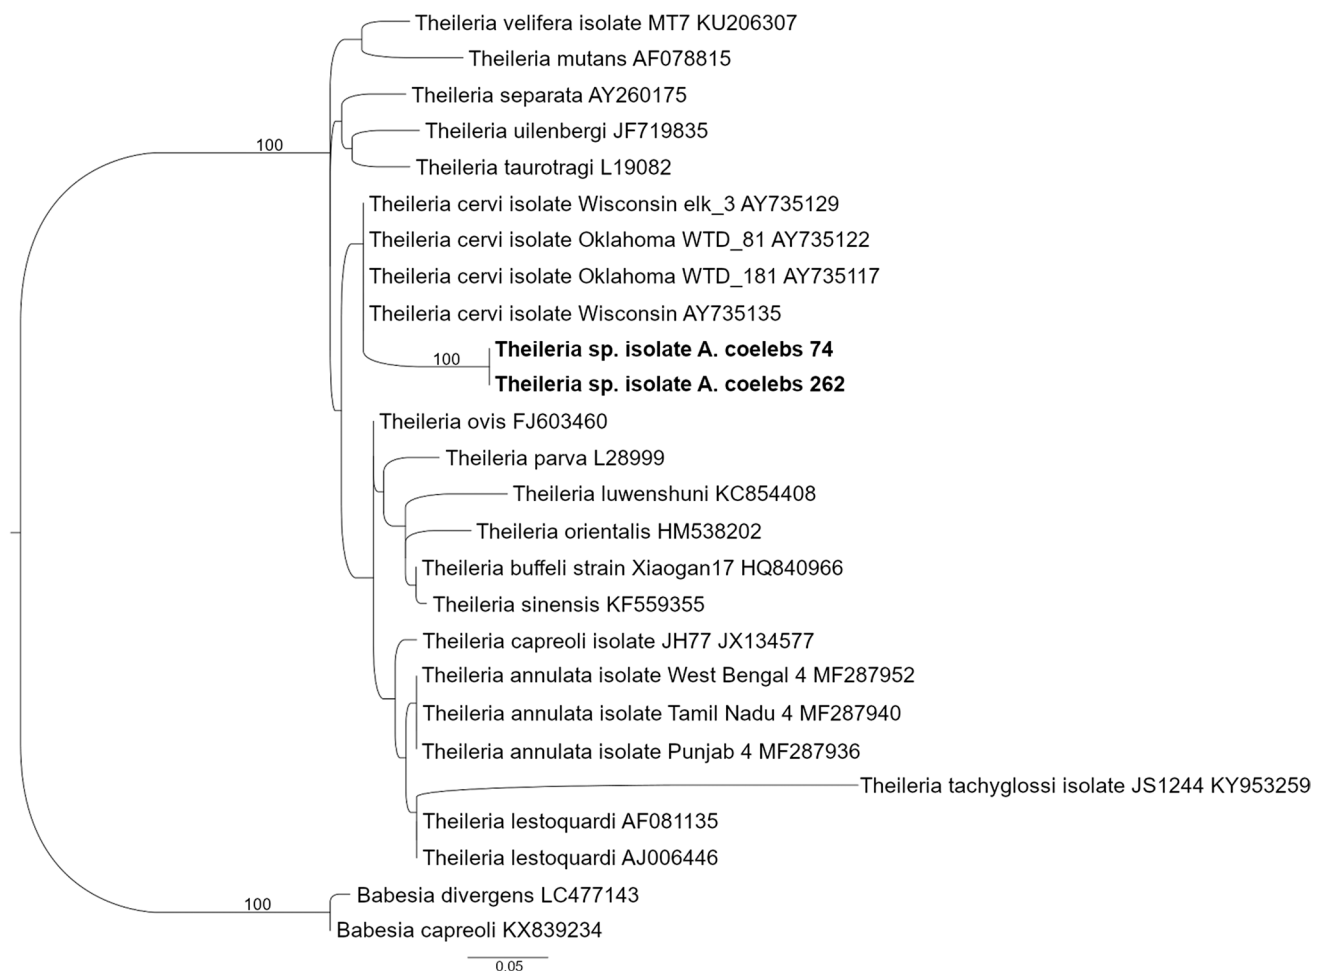 Theileria velifera isolate MT7 KU206307
Theileria mutans AF078815
Theileria separata AY260175
Theileria uilenbergi JF719835
100
Theileria taurotragi L19082
Theileria cervi isolate Wisconsin elk_3 AY735129
Theileria cervi isolate Oklahoma WTD_81 AY735122
Theileria cervi isolate Oklahoma WTD_181 AY735117
Theileria cervi isolate Wisconsin AY735135
Theileria sp. isolate A. coelebs 74
100
Theileria sp. isolate A. coelebs 262
Theileria ovis FJ603460
Theileria parva L28999
Theileria luwenshuni KC854408
Theileria orientalis HM538202
Theileria buffeli strain Xiaogan17 HQ840966
Theileria sinensis KF559355
Theileria capreoli isolate JH77 JX134577
Theileria annulata isolate West Bengal 4 MF287952
Theileria annulata isolate Tamil Nadu 4 MF287940
Theileria annulata isolate Punjab 4 MF287936
Theileria tachyglossi isolate JS1244 KY953259
Theileria lestoquardi AF081135
Theileria lestoquardi AJ006446
Babesia divergens LC477143
100
Babesia capreoli KX839234
0.05